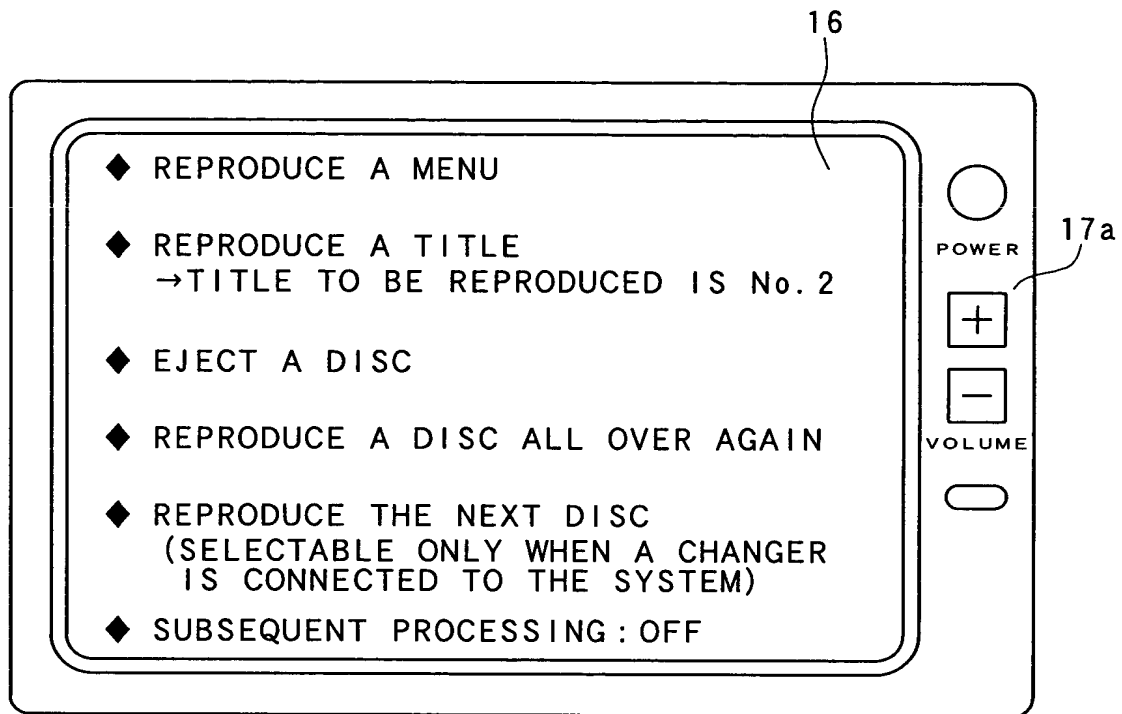 16
◆ REPRODUCE A MENU
◆ REPRODUCE A TITLE
→TITLE TO BE REPRODUCED IS No.2
◆ EJECT A DISC
◆ REPRODUCE A DISC ALL OVER AGAIN
◆ REPRODUCE THE NEXT DISC
(SELECTABLE ONLY WHEN A CHANGER
IS CONNECTED TO THE SYSTEM)
◆ SUBSEQUENT PROCESSING:OFF
POWER
17a
+
−
VOLUME